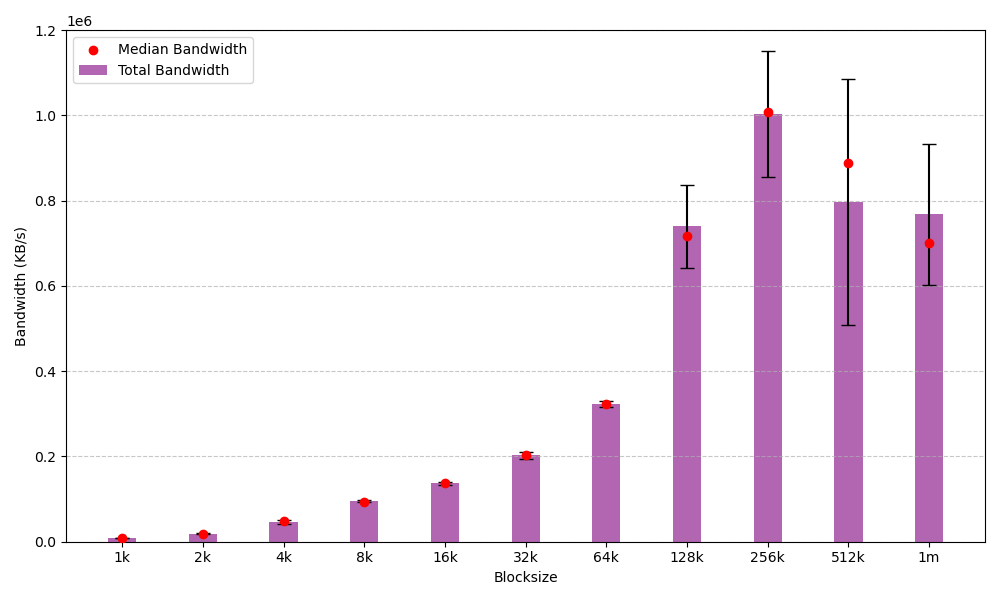 1e6
Median Bandwidth
Total Bandwidth
1.2
1.0
0.8
0.6
0.4
0.2
0.0
Bandwidth (KB/s)
1k 2k 4k 8k 16k 32k 64k 128k 256k 512k 1m
Blocksize